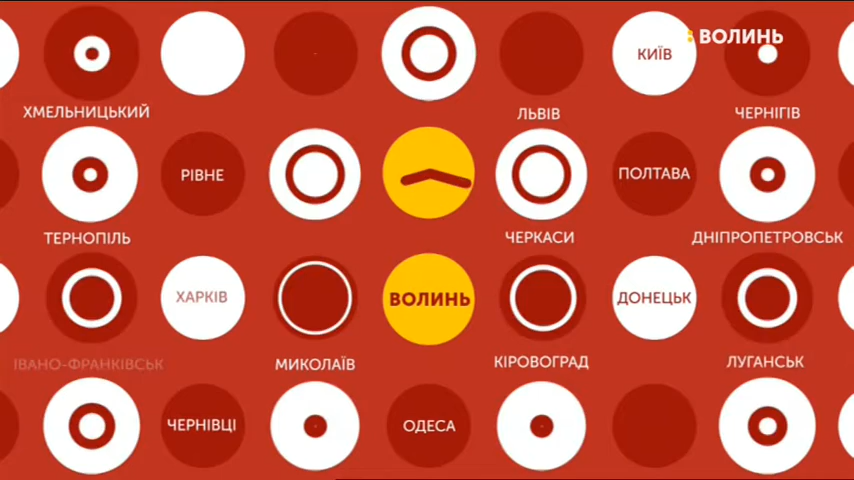 ВОЛИНЬ
КИЇВ
ХМЕЛЬНИЦЬКИЙ
ЛЬВІВ
ЧЕРНІГІВ
РІВНЕ
ПОЛТАВА
ТЕРНОПІЛЬ
ЧЕРКАСИ
ДНІПРОПЕТРОВСЬК
ХАРКІВ
ВОЛИНЬ
ДОНЕЦЬК
ІВАНО-ФРАНКІВСЬК
МИКОЛАЇВ
КІРОВОГРАД
ЛУГАНСЬК
ЧЕРНІВЦІ
ОДЕСА